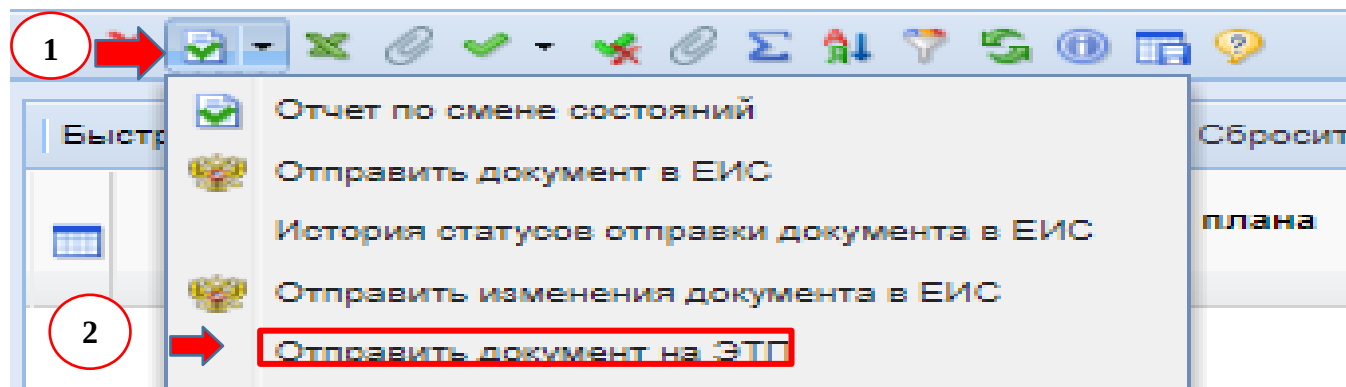 1
Отчет по смене состояний
Быстр
Сбросит
Отправить документ в ЕИС
История статусов отправки документа в ЕИС
плана
Отправить изменения документа в ЕИС
2
Отправить документ на ЭТП